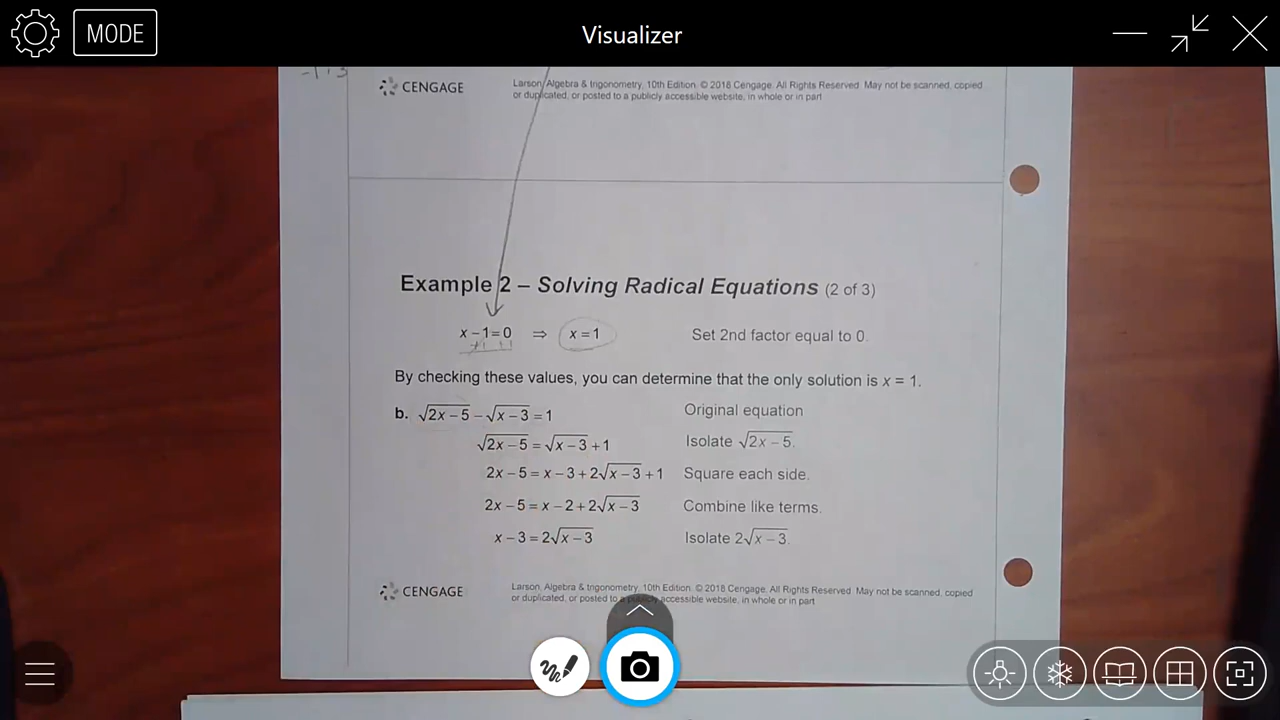 MODE
Visualizer
-1+3
CENGAGE
Larson, Algebra & Trigonometry, 10th Edition. © 2018 Cengage. All Rights Reserved. May not be scanned, copied
or duplicated, or posted to a publicly accessible website, in whole or in part
Example 2 – Solving Radical Equations (2 of 3)
x − 1 = 0 ⇒ x = 1 Set 2nd factor equal to 0.
+1 +1
By checking these values, you can determine that the only solution is x = 1.
b. √(2x − 5) − √(x − 3) = 1 Original equation
√(2x − 5) = √(x − 3) + 1 Isolate √(2x − 5).
2x − 5 = x − 3 + 2√(x − 3) + 1 Square each side.
2x − 5 = x − 2 + 2√(x − 3) Combine like terms.
x − 3 = 2√(x − 3) Isolate 2√(x − 3).
CENGAGE
Larson, Algebra & Trigonometry, 10th Edition. © 2018 Cengage. All Rights Reserved. May not be scanned, copied
or duplicated, or posted to a publicly accessible website, in whole or in part